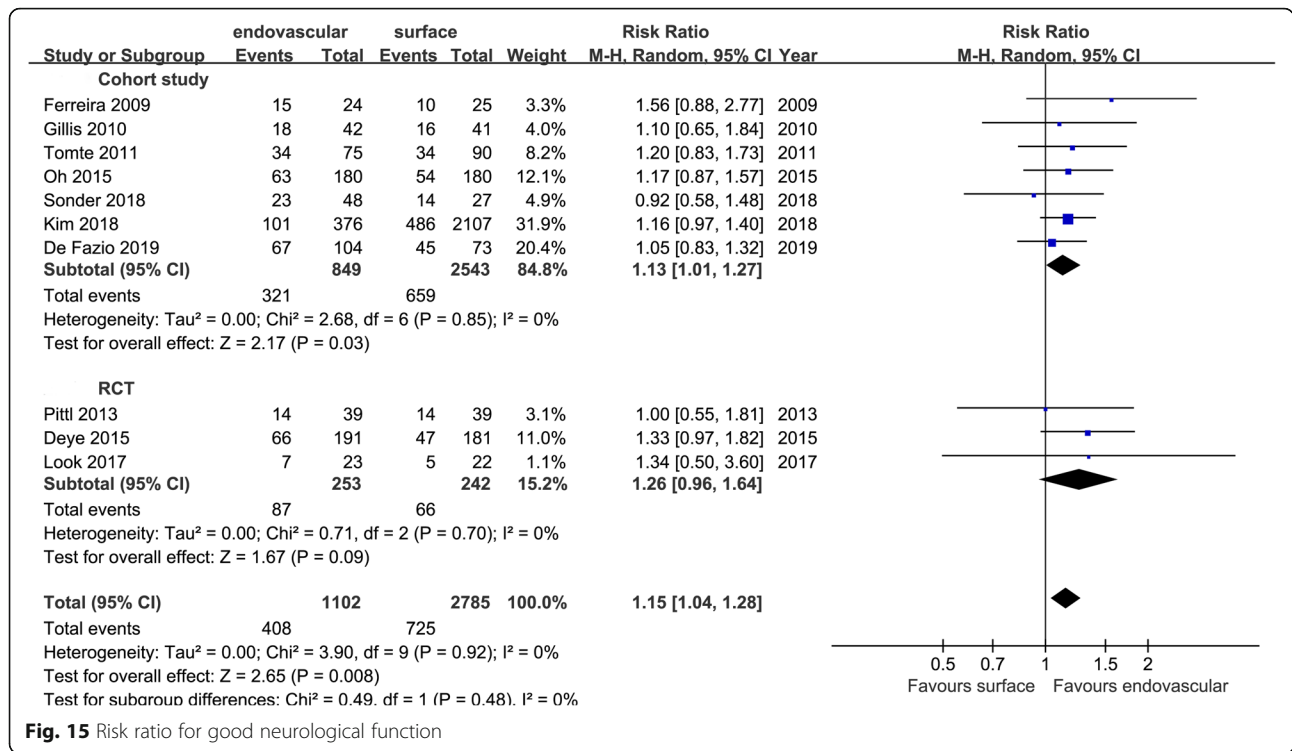 endovascular surface Risk Ratio Risk Ratio
Study or Subgroup Events Total Events Total Weight M-H, Random, 95% CI Year M-H, Random, 95% CI
Cohort study
Ferreira 2009 15 24 10 25 3.3% 1.56 [0.88, 2.77] 2009
Gillis 2010 18 42 16 41 4.0% 1.10 [0.65, 1.84] 2010
Tomte 2011 34 75 34 90 8.2% 1.20 [0.83, 1.73] 2011
Oh 2015 63 180 54 180 12.1% 1.17 [0.87, 1.57] 2015
Sonder 2018 23 48 14 27 4.9% 0.92 [0.58, 1.48] 2018
Kim 2018 101 376 486 2107 31.9% 1.16 [0.97, 1.40] 2018
De Fazio 2019 67 104 45 73 20.4% 1.05 [0.83, 1.32] 2019
Subtotal (95% CI) 849 2543 84.8% 1.13 [1.01, 1.27]
Total events 321 659
Heterogeneity: Tau² = 0.00; Chi² = 2.68, df = 6 (P = 0.85); I² = 0%
Test for overall effect: Z = 2.17 (P = 0.03)
RCT
Pittl 2013 14 39 14 39 3.1% 1.00 [0.55, 1.81] 2013
Deye 2015 66 191 47 181 11.0% 1.33 [0.97, 1.82] 2015
Look 2017 7 23 5 22 1.1% 1.34 [0.50, 3.60] 2017
Subtotal (95% CI) 253 242 15.2% 1.26 [0.96, 1.64]
Total events 87 66
Heterogeneity: Tau² = 0.00; Chi² = 0.71, df = 2 (P = 0.70); I² = 0%
Test for overall effect: Z = 1.67 (P = 0.09)
Total (95% CI) 1102 2785 100.0% 1.15 [1.04, 1.28]
Total events 408 725
Heterogeneity: Tau² = 0.00; Chi² = 3.90, df = 9 (P = 0.92); I² = 0%
Test for overall effect: Z = 2.65 (P = 0.008)
Test for subgroup differences: Chi² = 0.49, df = 1 (P = 0.48), I² = 0%
0.5 0.7 1 1.5 2
Favours surface Favours endovascular
Fig. 15 Risk ratio for good neurological function